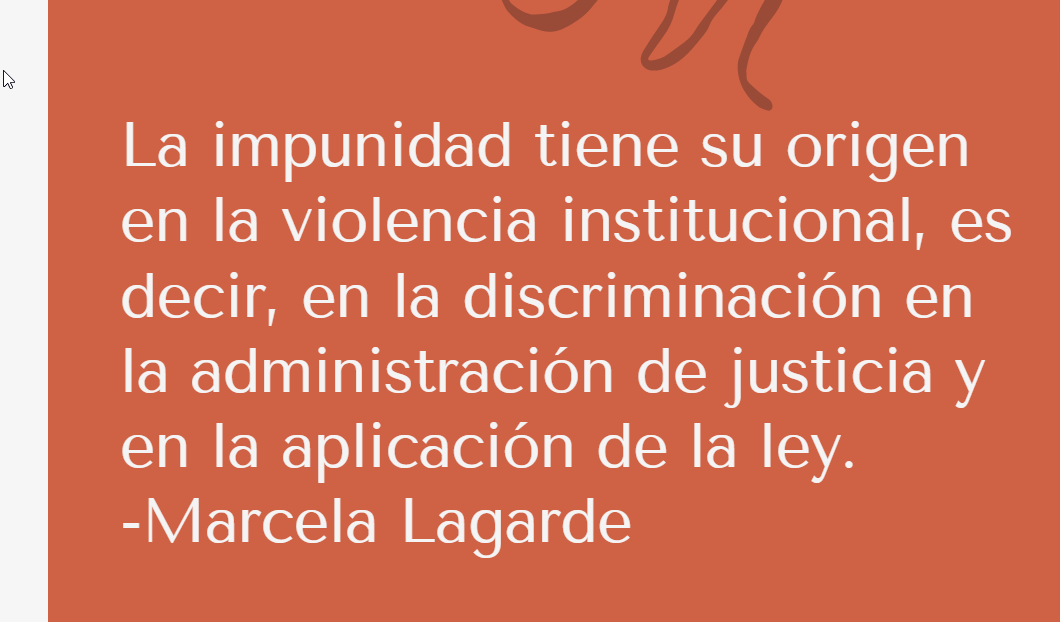 La impunidad tiene su origen
en la violencia institucional, es
decir, en la discriminación en
la administración de justicia y
en la aplicación de la ley.
-Marcela Lagarde